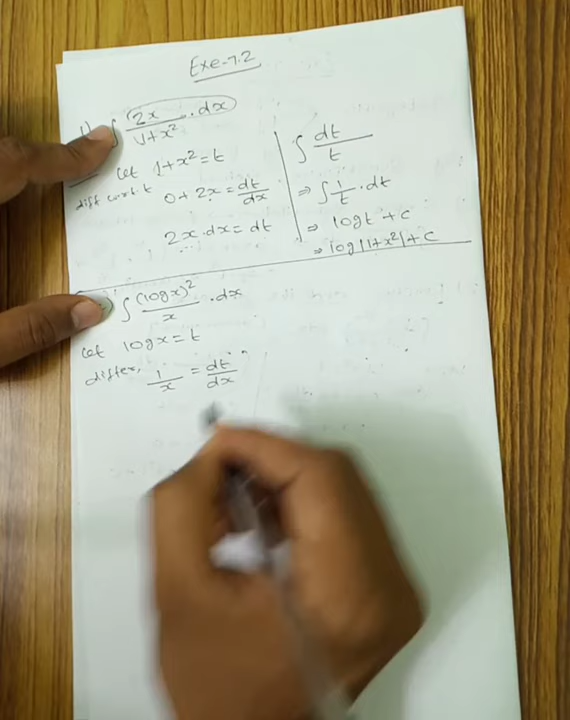 Exe-7.2
1) ∫ 2x/1+x² . dx
Let 1+x² = t
diff w.r.t. t
0 + 2x = dt/dx
2x.dx = dt
∫ dt/t
⇒ ∫ 1/t . dt
⇒ log t + c
⇒ log|1+x²| + c
∫ (log x)²/x . dx
Let log x = t
differ, 1/x = dt/dx